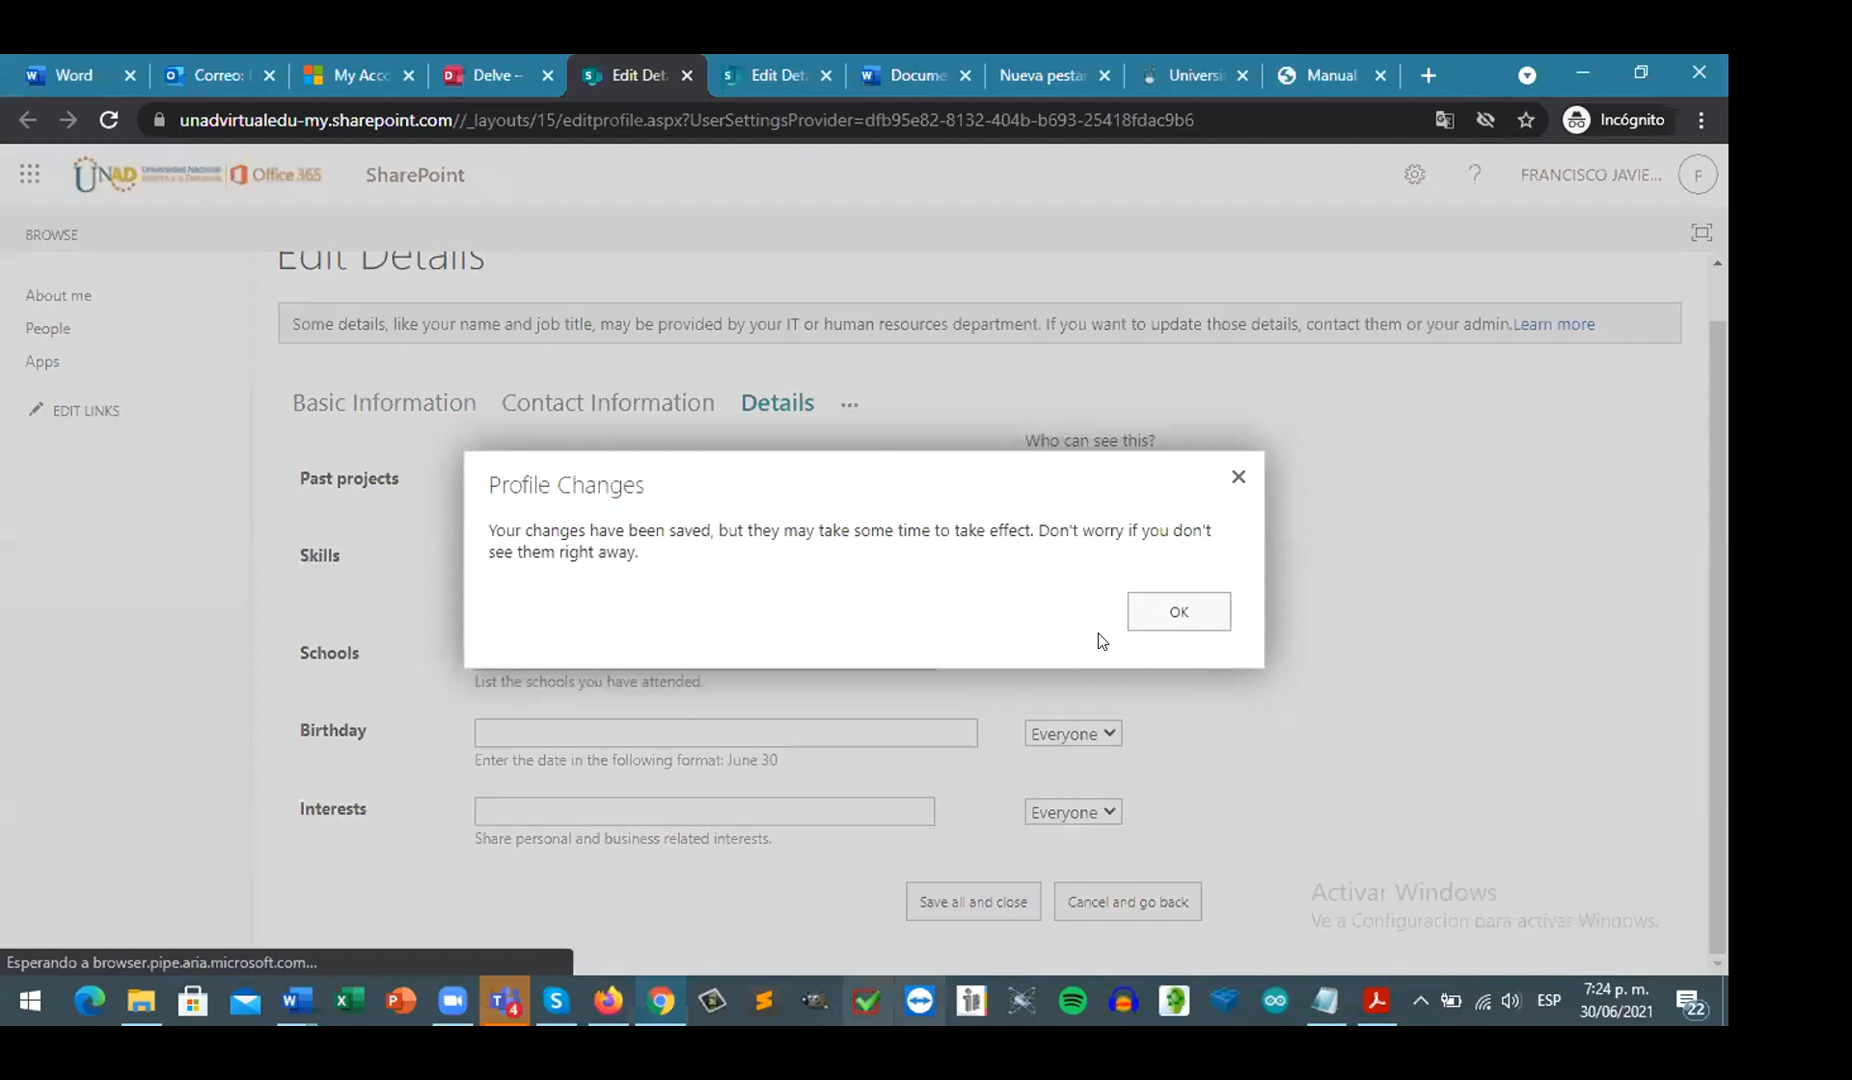 Word
Correo:
My Acc
Delve -
Edit Det
Edit Det
Docume
Nueva pestar
Universi
Manual
unadvirtualedu-my.sharepoint.com//_layouts/15/editprofile.aspx?UserSettingsProvider=dfb95e82-8132-404b-b693-25418fdac9b6
Incógnito
UNAD
Office 365
SharePoint
FRANCISCO JAVIE...
F
BROWSE
Edit Details
About me
People
Apps
EDIT LINKS
Some details, like your name and job title, may be provided by your IT or human resources department. If you want to update those details, contact them or your admin.Learn more
Basic Information Contact Information Details ...
Who can see this?
Past projects
Profile Changes
Your changes have been saved, but they may take some time to take effect. Don't worry if you don't
see them right away.
Skills
OK
Schools
List the schools you have attended.
Birthday
Everyone
Enter the date in the following format: June 30
Interests
Everyone
Share personal and business related interests.
Save all and close
Cancel and go back
Activar Windows
Ve a Configuración para activar Windows.
Esperando a browser.pipe.aria.microsoft.com...
4
ESP
7:24 p. m.
30/06/2021
22